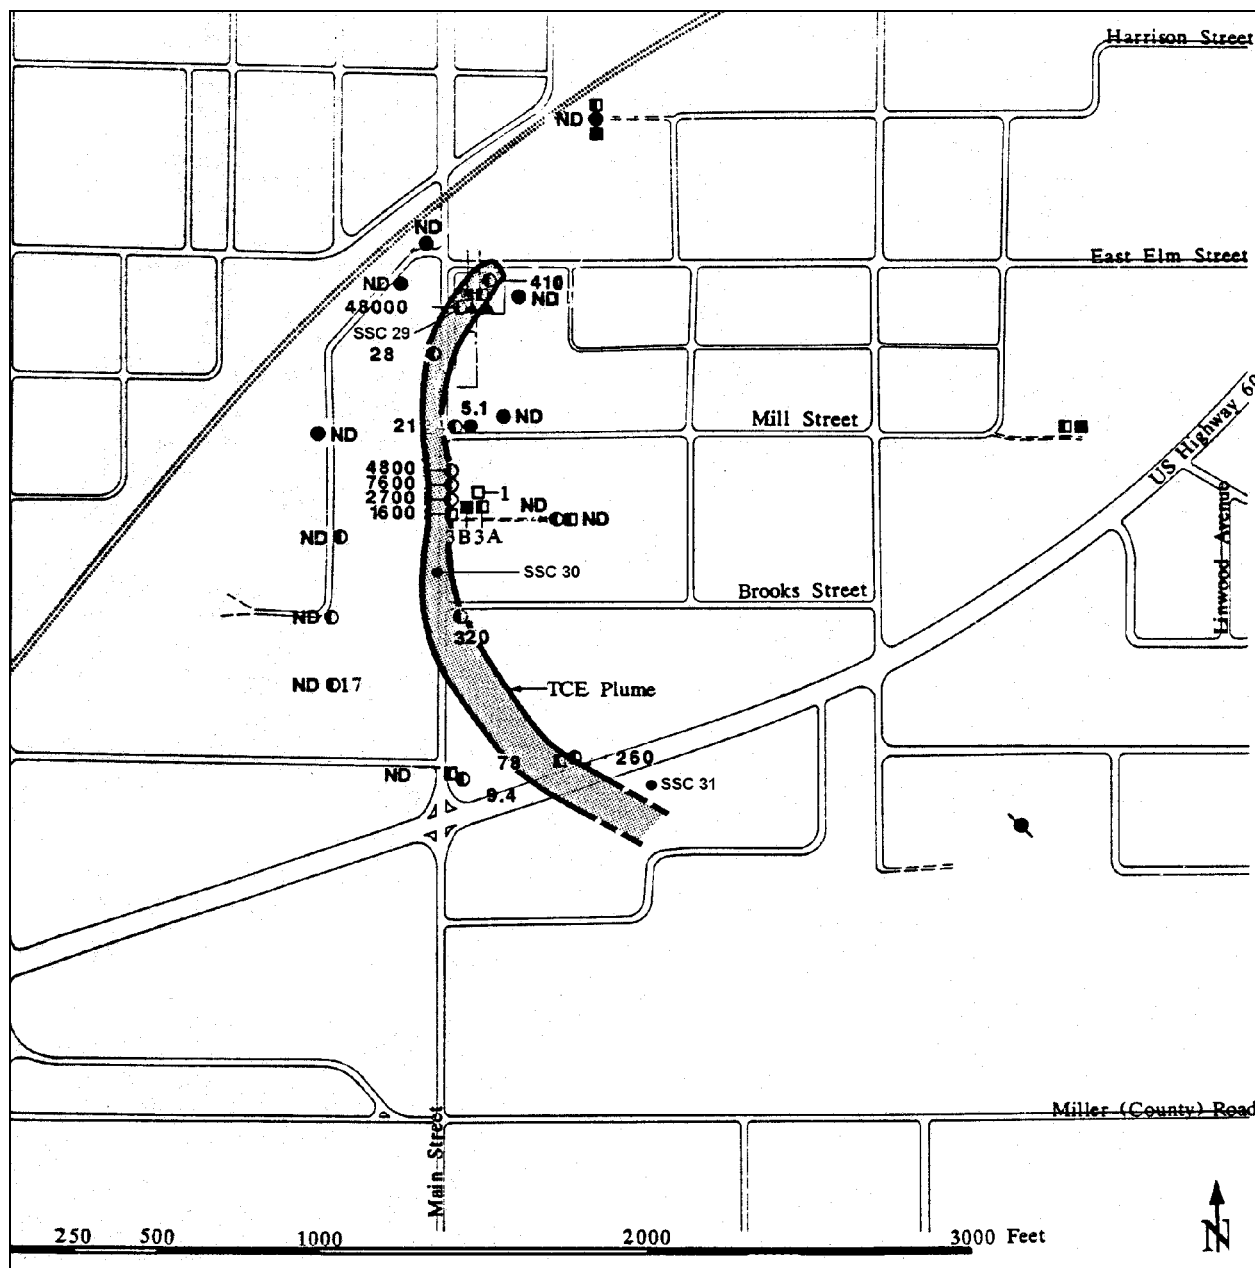 Harrison Street
ND
ND
East Elm Street
ND
410
ND
48000
SSC 29
28
5.1
ND
21
Mill Street
ND
US Highway 60
4800
7600
1
2700
ND
1600
ND
3B3A
ND
Linwood Avenue
SSC 30
Brooks Street
ND
320
ND 17
TCE Plume
78
260
ND
SSC 31
9.4
Miller (County) Road
Main Street
N
250 500 1000 2000 3000 Feet